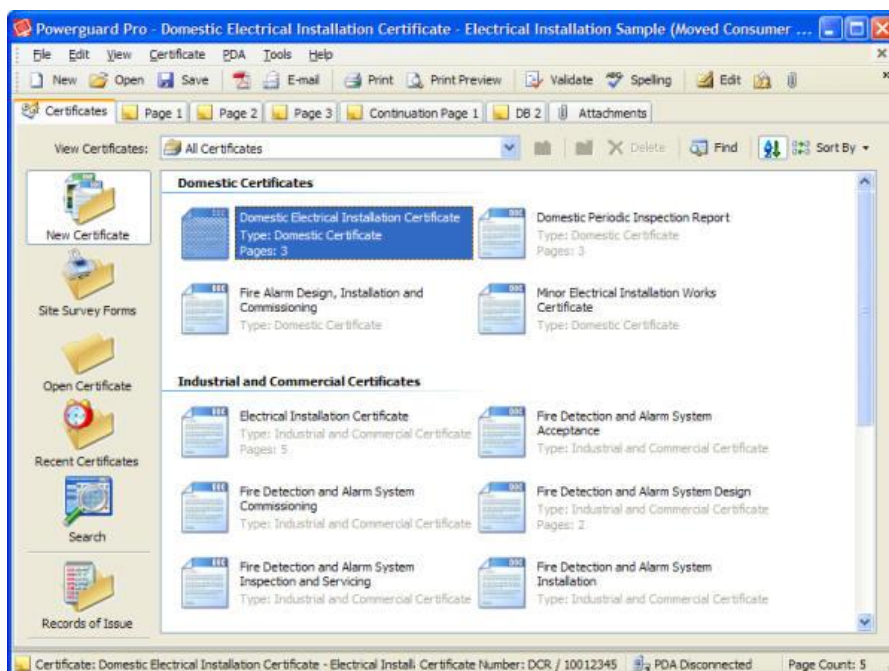 Powerguard Pro - Domestic Electrical Installation Certificate - Electrical Installation Sample (Moved Consumer ...
File Edit View Certificate PDA Tools Help
New Open Save E-mail Print Print Preview Validate Spelling Edit
Certificates Page 1 Page 2 Page 3 Continuation Page 1 DB 2 Attachments
View Certificates: All Certificates Delete Find Sort By
New Certificate
Site Survey Forms
Open Certificate
Recent Certificates
Search
Records of Issue
Domestic Certificates
Domestic Electrical Installation Certificate
Type: Domestic Certificate
Pages: 3
Domestic Periodic Inspection Report
Type: Domestic Certificate
Pages: 3
Fire Alarm Design, Installation and
Commissioning
Type: Domestic Certificate
Minor Electrical Installation Works
Certificate
Type: Domestic Certificate
Industrial and Commercial Certificates
Electrical Installation Certificate
Type: Industrial and Commercial Certificate
Pages: 5
Fire Detection and Alarm System
Acceptance
Type: Industrial and Commercial Certificate
Fire Detection and Alarm System
Commissioning
Type: Industrial and Commercial Certificate
Fire Detection and Alarm System Design
Type: Industrial and Commercial Certificate
Pages: 2
Fire Detection and Alarm System
Inspection and Servicing
Type: Industrial and Commercial Certificate
Fire Detection and Alarm System
Installation
Type: Industrial and Commercial Certificate
Certificate: Domestic Electrical Installation Certificate - Electrical Install Certificate Number: DCR / 10012345 PDA Disconnected Page Count: 5